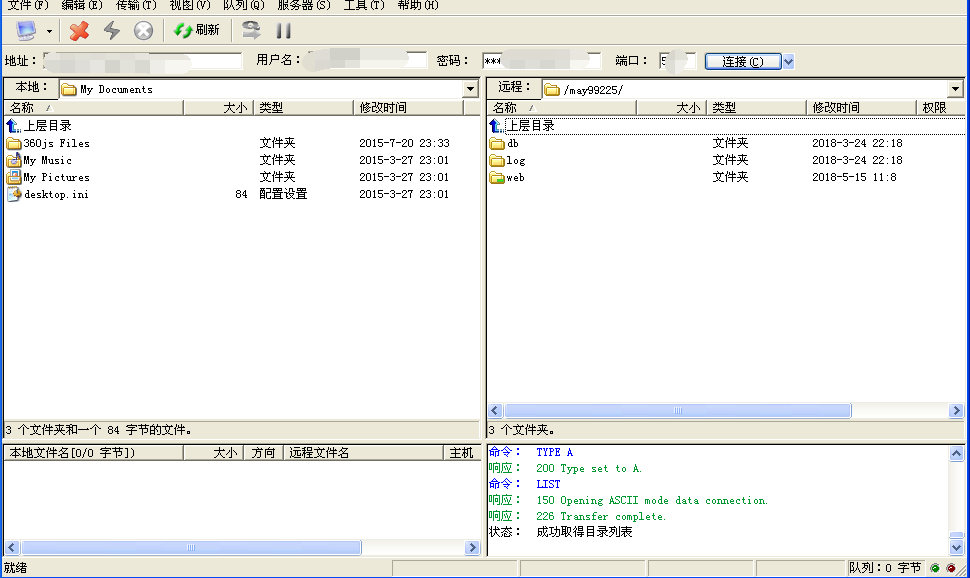 文件(F) 编辑(E) 传输(T) 视图(V) 队列(Q) 服务器(S) 工具(T) 帮助(H)
刷新
地址: 用户名: 密码: *** 端口: 连接(C)
本地: My Documents
名称 大小 类型 修改时间
上层目录
360js Files 文件夹 2015-7-20 23:33
My Music 文件夹 2015-3-27 23:01
My Pictures 文件夹 2015-3-27 23:01
desktop.ini 84 配置设置 2015-3-27 23:01
3 个文件夹和一个 84 字节的文件。
远程: /may99225/
名称 大小 类型 修改时间 权限
上层目录
db 文件夹 2018-3-24 22:18
log 文件夹 2018-3-24 22:18
web 文件夹 2018-5-15 11:8
3 个文件夹。
本地文件名[0/0 字节]) 大小 方向 远程文件名 主机
命令: TYPE A
响应: 200 Type set to A.
命令: LIST
响应: 150 Opening ASCII mode data connection.
响应: 226 Transfer complete.
状态: 成功取得目录列表
就绪 队列:0 字节